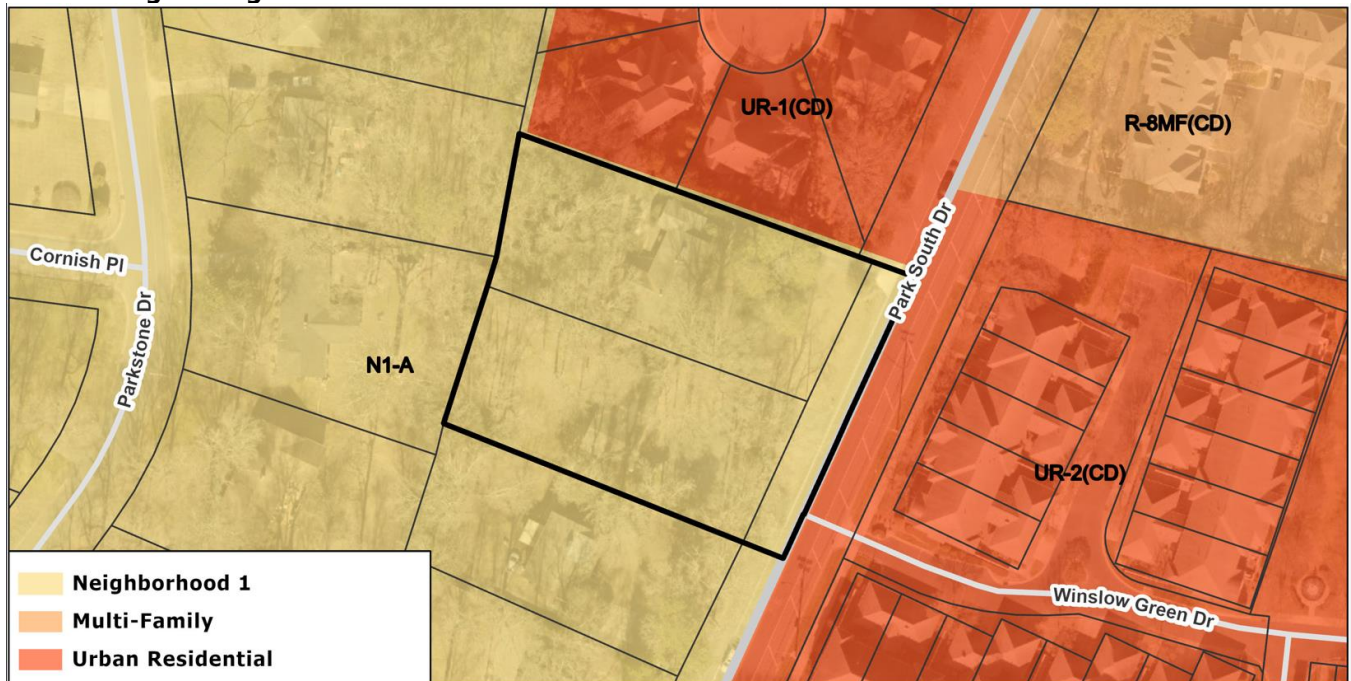 UR-1(CD)
R-8MF(CD)
Park South Dr
Cornish Pl
Parkstone Dr
N1-A
UR-2(CD)
Winslow Green Dr
Neighborhood 1
Multi-Family
Urban Residential